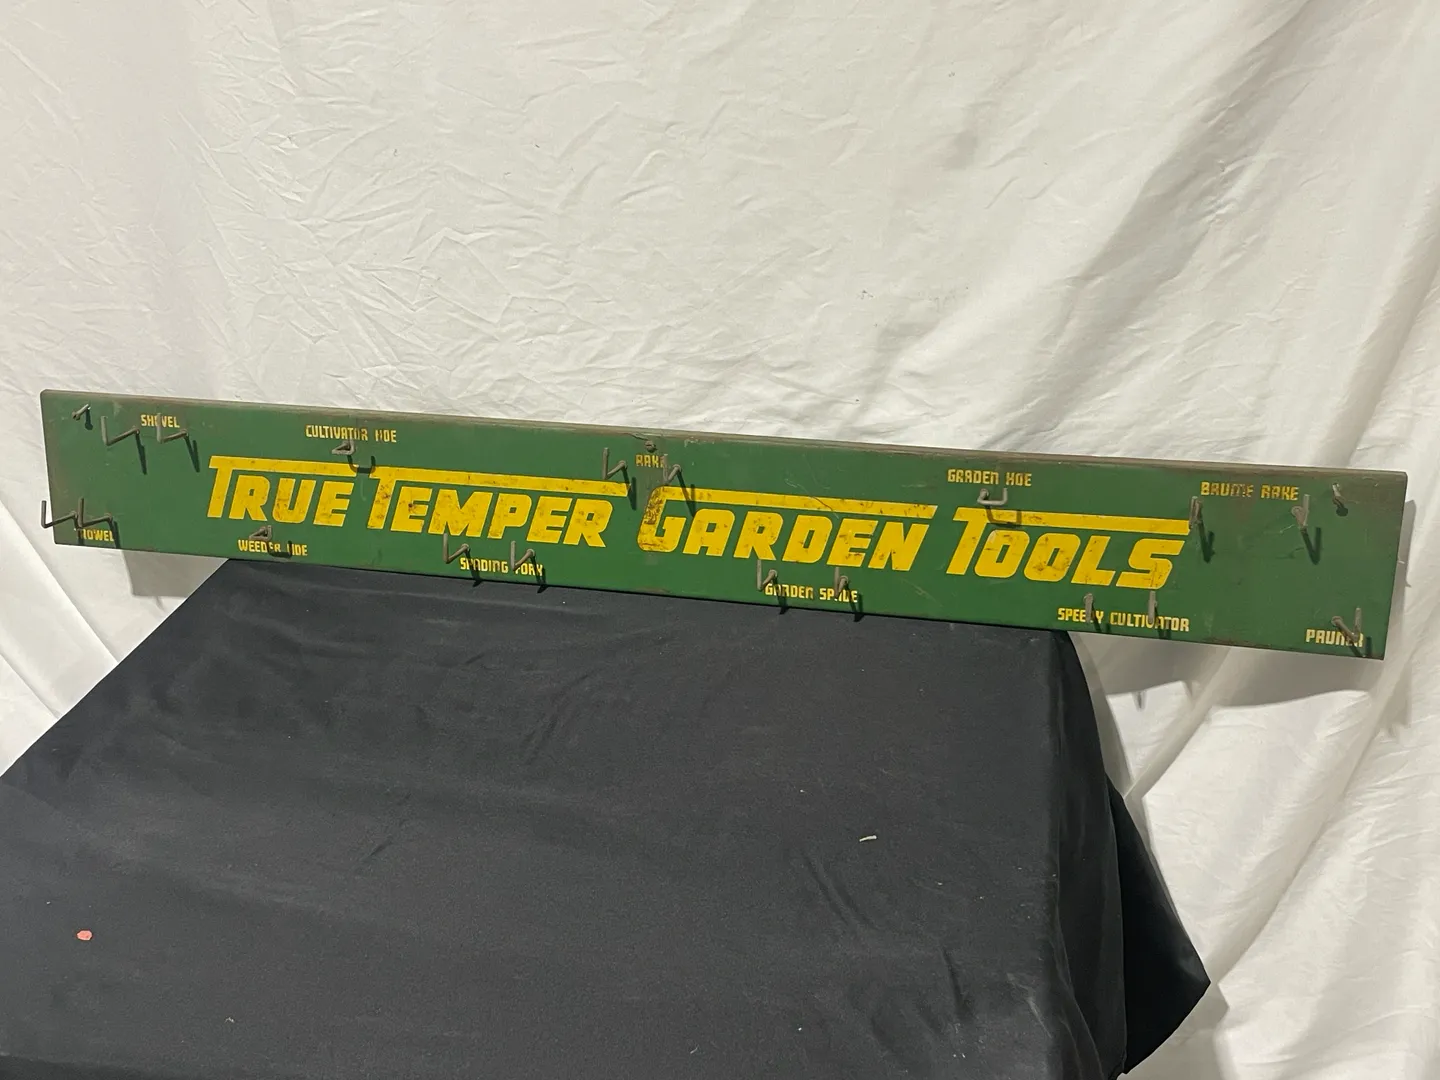 SHOVEL
CULTIVATOR HOE
RAKE
GARDEN HOE
BRUME RAKE
TRUE TEMPER GARDEN TOOLS
TROWEL
WEEDER HOE
SPADING FORK
GARDEN SPADE
SPEEDY CULTIVATOR
PRUNER